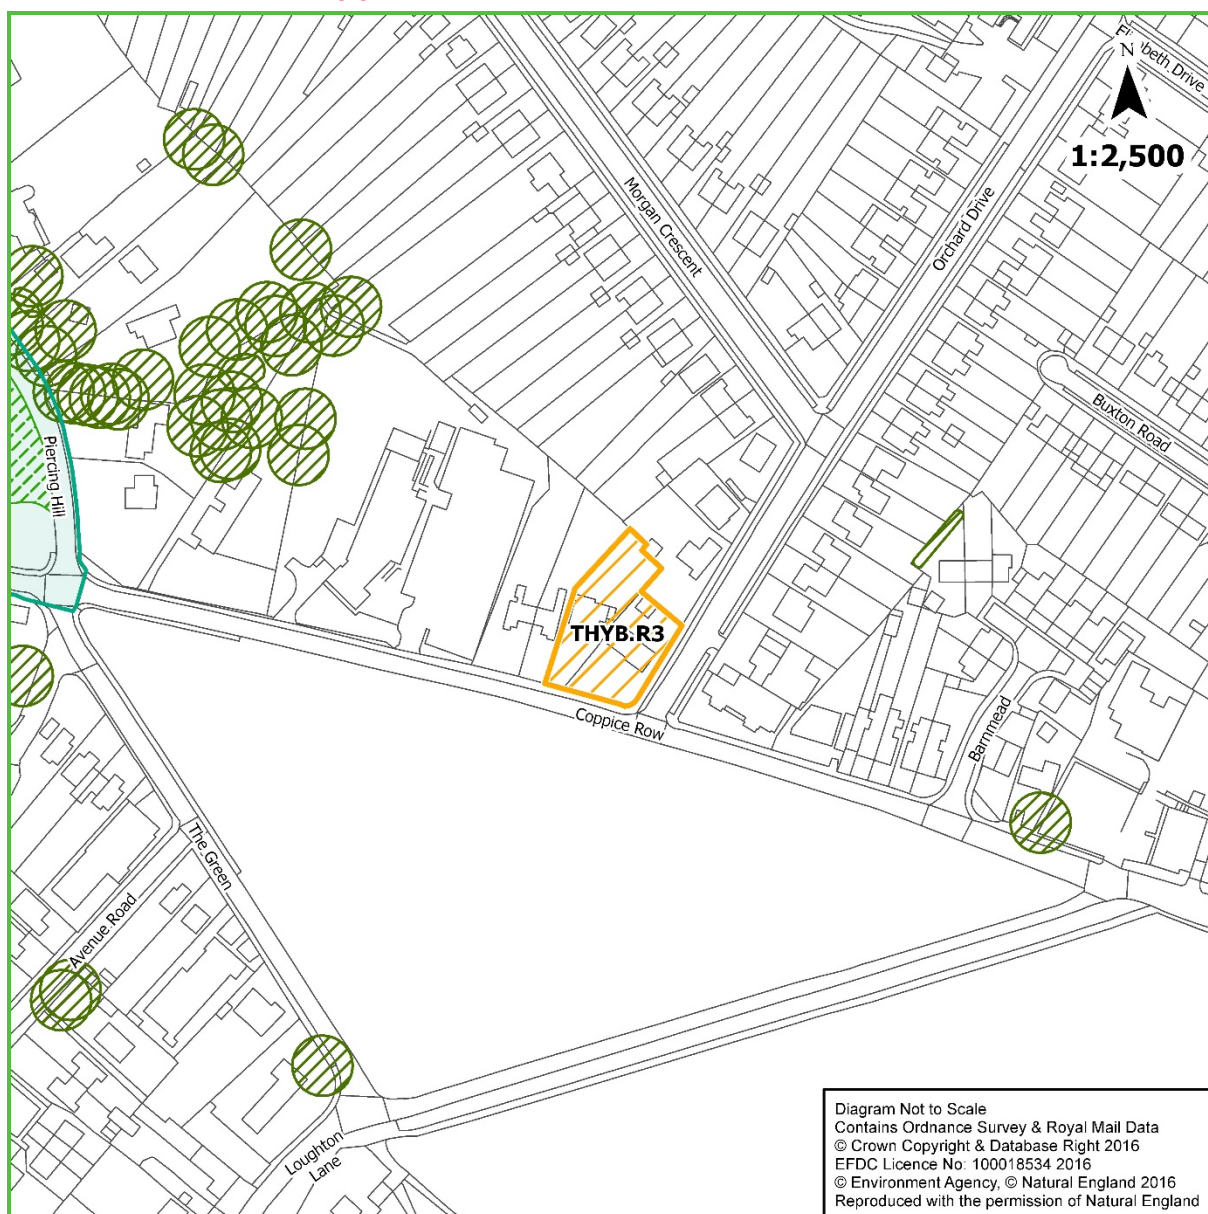 Elizabeth Drive
N
1:2,500
Morgan Crescent
Orchard Drive
Buxton Road
Piercing Hill
THYB.R3
Coppice Row
Barnmead
The Green
Avenue Road
Loughton
Lane
Diagram Not to Scale
Contains Ordnance Survey & Royal Mail Data
© Crown Copyright & Database Right 2016
EFDC Licence No: 100018534 2016
© Environment Agency, © Natural England 2016
Reproduced with the permission of Natural England